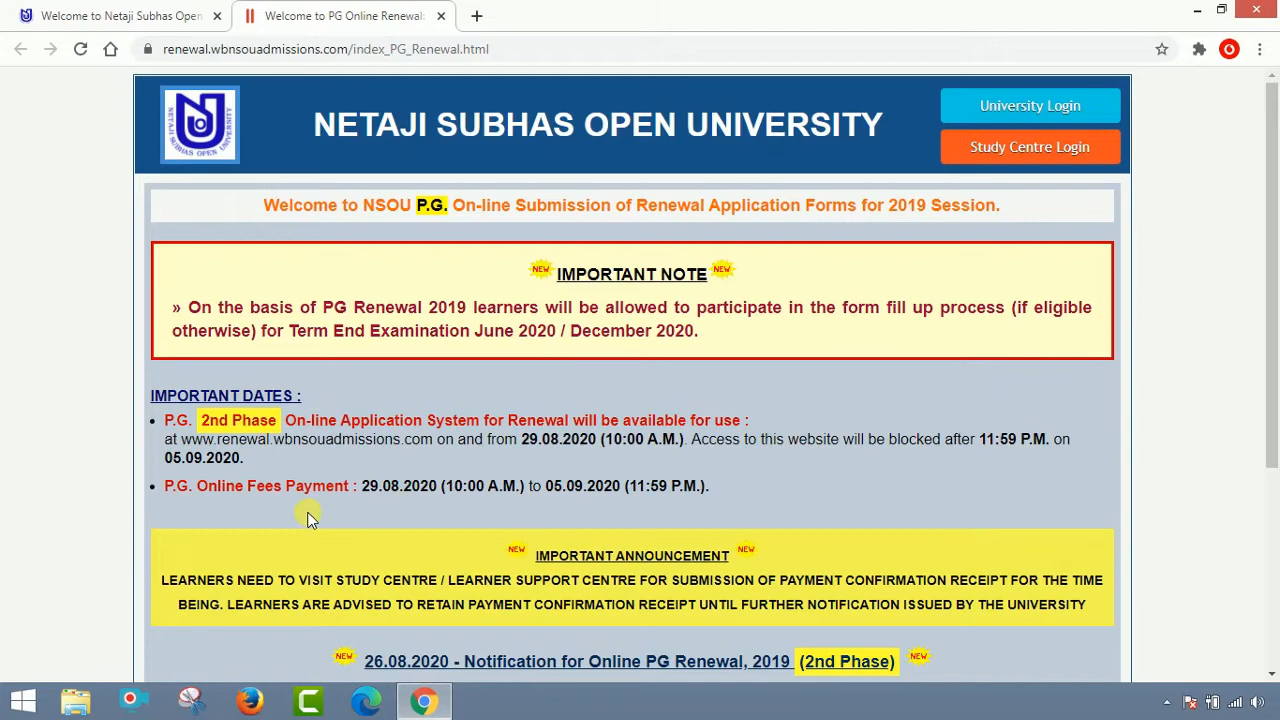 Welcome to Netaji Subhas Open
Welcome to PG Online Renewal:
renewal.wbnsouadmissions.com/index_PG_Renewal.html
NETAJI SUBHAS OPEN UNIVERSITY
University Login
Study Centre Login
Welcome to NSOU P.G. On-line Submission of Renewal Application Forms for 2019 Session.
NEW IMPORTANT NOTE NEW
» On the basis of PG Renewal 2019 learners will be allowed to participate in the form fill up process (if eligible
otherwise) for Term End Examination June 2020 / December 2020.
IMPORTANT DATES :
• P.G. 2nd Phase On-line Application System for Renewal will be available for use :
at www.renewal.wbnsouadmissions.com on and from 29.08.2020 (10:00 A.M.). Access to this website will be blocked after 11:59 P.M. on
05.09.2020.
• P.G. Online Fees Payment : 29.08.2020 (10:00 A.M.) to 05.09.2020 (11:59 P.M.).
NEW IMPORTANT ANNOUNCEMENT NEW
LEARNERS NEED TO VISIT STUDY CENTRE / LEARNER SUPPORT CENTRE FOR SUBMISSION OF PAYMENT CONFIRMATION RECEIPT FOR THE TIME
BEING. LEARNERS ARE ADVISED TO RETAIN PAYMENT CONFIRMATION RECEIPT UNTIL FURTHER NOTIFICATION ISSUED BY THE UNIVERSITY
NEW 26.08.2020 - Notification for Online PG Renewal, 2019 (2nd Phase) NEW